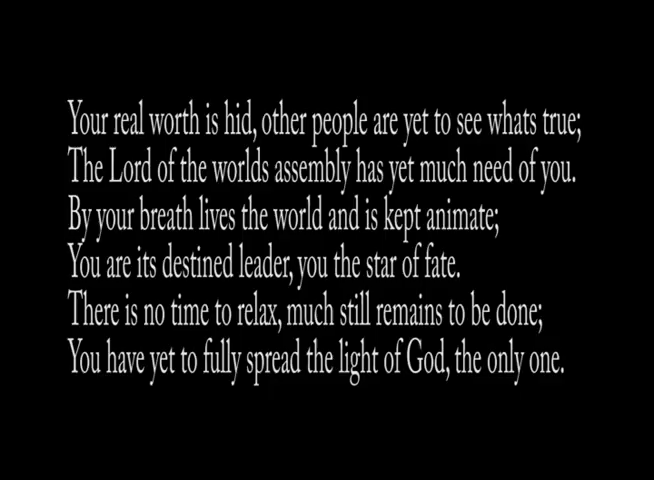 Your real worth is hid, other people are yet to see whats true;
The Lord of the worlds assembly has yet much need of you.
By your breath lives the world and is kept animate;
You are its destined leader, you the star of fate.
There is no time to relax, much still remains to be done;
You have yet to fully spread the light of God, the only one.